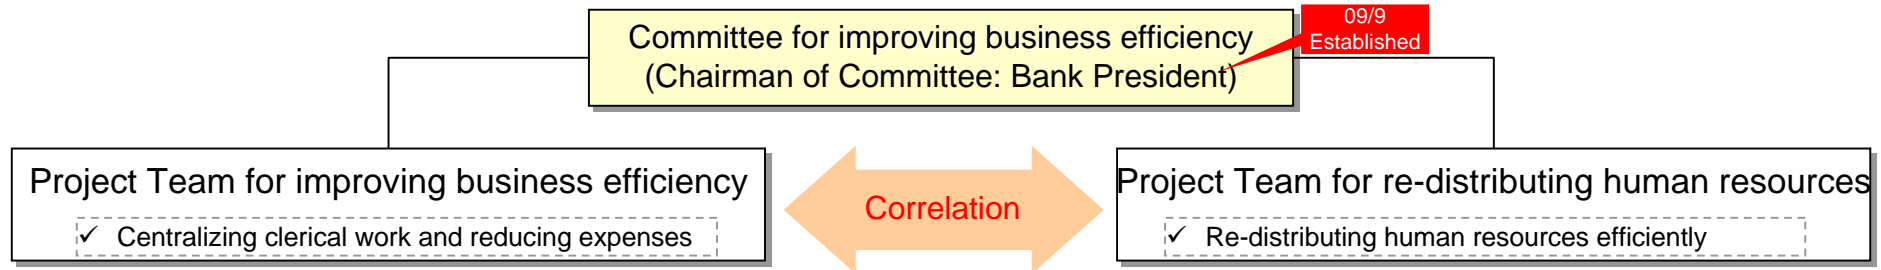 09/9
Established
Committee for improving business efficiency
(Chairman of Committee: Bank President)
Project Team for improving business efficiency
✓ Centralizing clerical work and reducing expenses
Correlation
Project Team for re-distributing human resources
✓ Re-distributing human resources efficiently